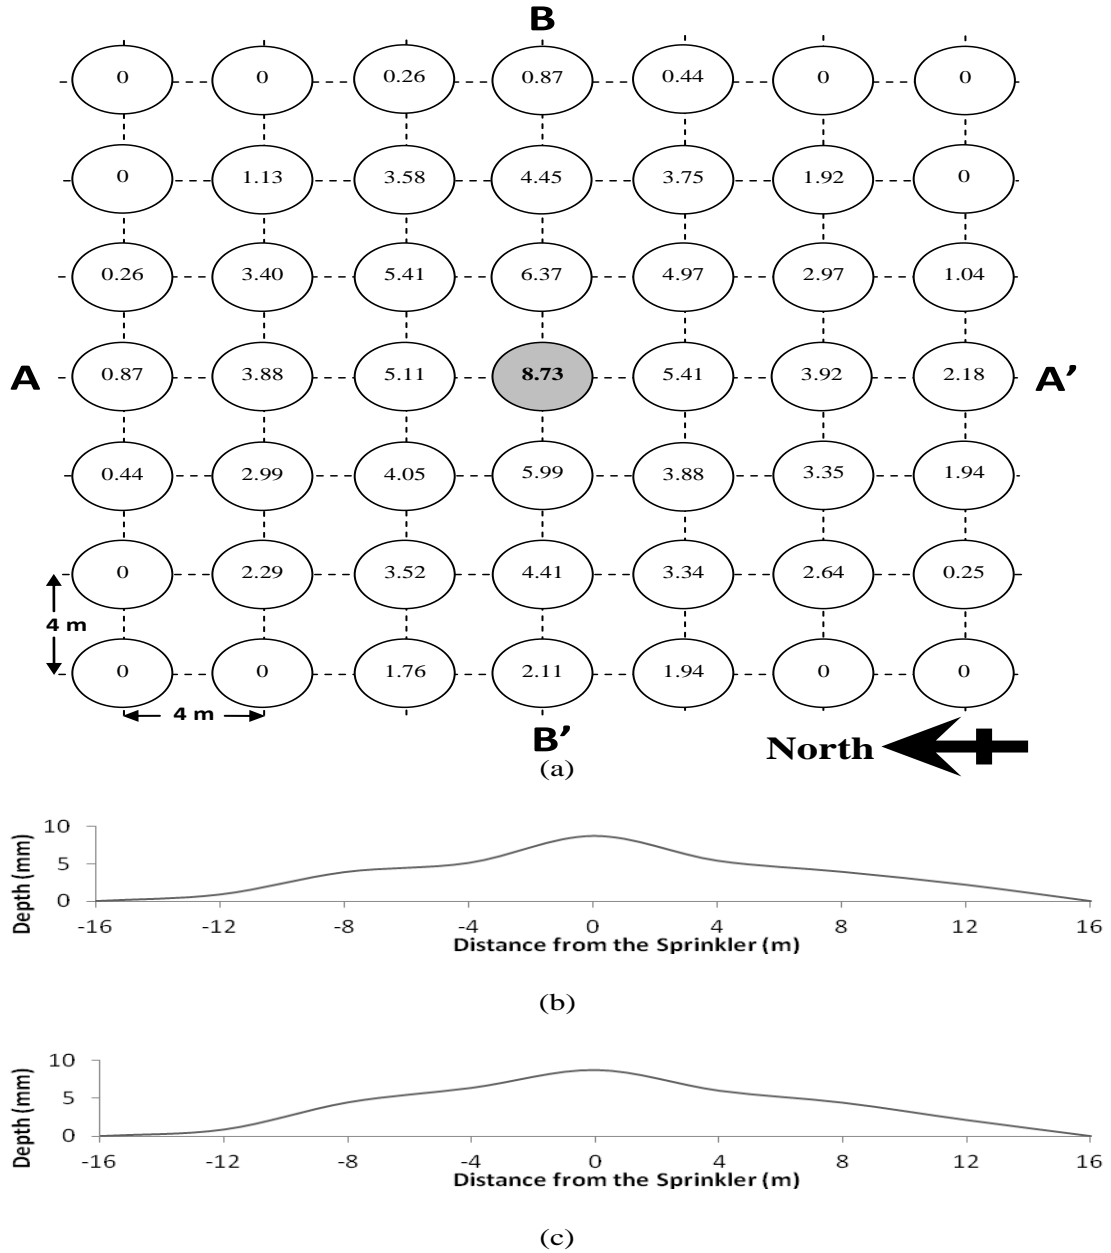 B
0 0 0.26 0.87 0.44 0 0
0 1.13 3.58 4.45 3.75 1.92 0
0.26 3.40 5.41 6.37 4.97 2.97 1.04
A 0.87 3.88 5.11 8.73 5.41 3.92 2.18 A’
0.44 2.99 4.05 5.99 3.88 3.35 1.94
0 2.29 3.52 4.41 3.34 2.64 0.25
4 m
0 0 1.76 2.11 1.94 0 0
4 m
B’
North
(a)
Depth (mm)
10
5
0
-16 -12 -8 -4 0 4 8 12 16
Distance from the Sprinkler (m)
(b)
Depth (mm)
10
5
0
-16 -12 -8 -4 0 4 8 12 16
Distance from the Sprinkler (m)
(c)